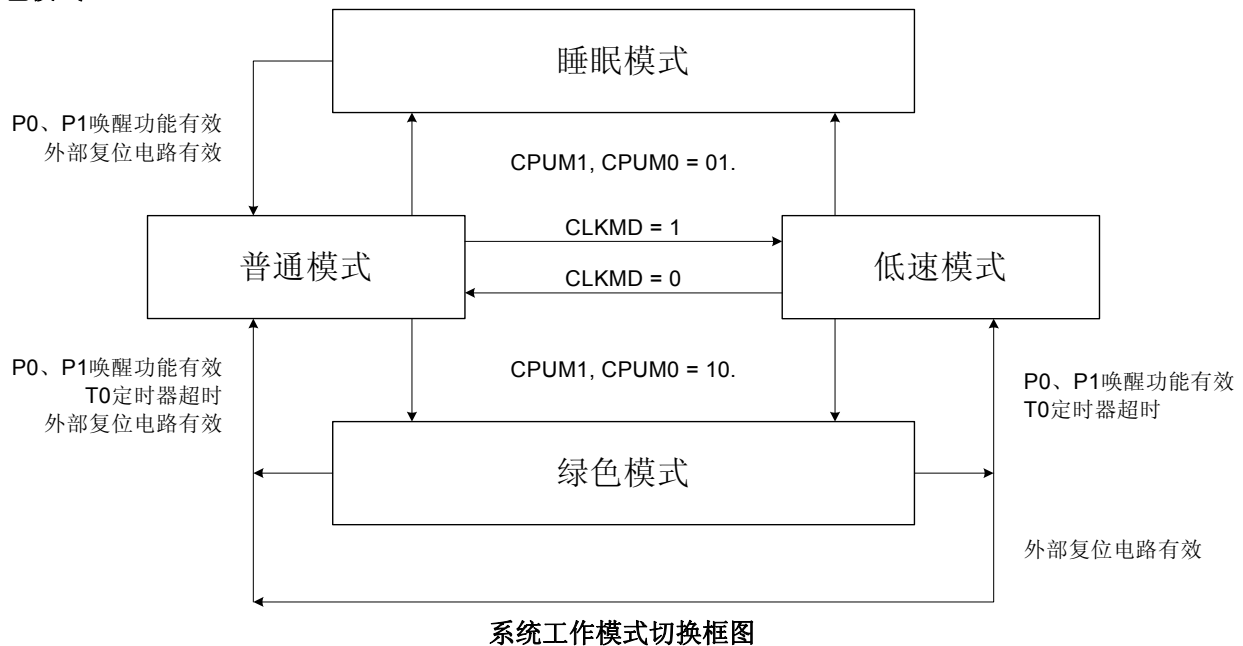 睡眠模式
P0、P1唤醒功能有效
外部复位电路有效
CPUM1, CPUM0 = 01.
普通模式
CLKMD = 1
CLKMD = 0
低速模式
P0、P1唤醒功能有效
T0定时器超时
外部复位电路有效
CPUM1, CPUM0 = 10.
P0、P1唤醒功能有效
T0定时器超时
绿色模式
外部复位电路有效
系统工作模式切换框图